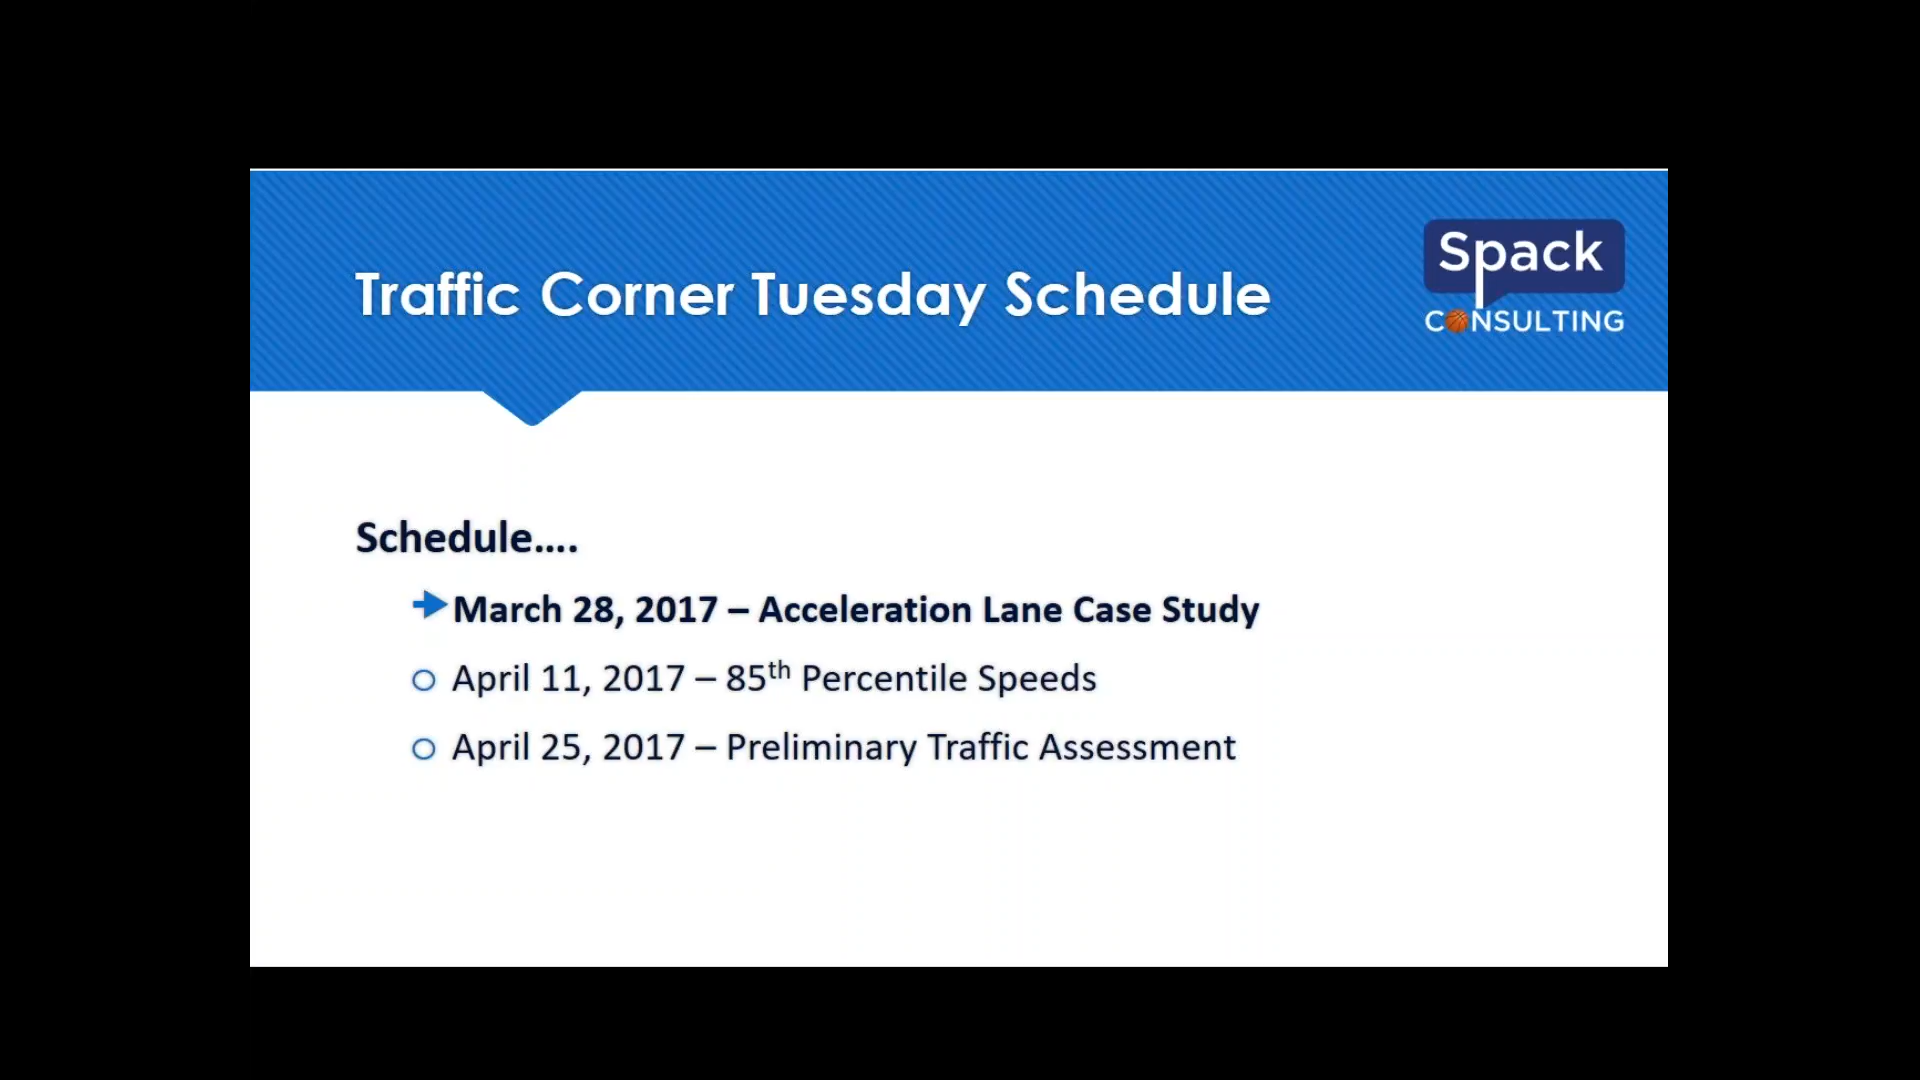 Traffic Corner Tuesday Schedule
Spack
CONSULTING
Schedule....
March 28, 2017 – Acceleration Lane Case Study
April 11, 2017 – 85th Percentile Speeds
April 25, 2017 – Preliminary Traffic Assessment